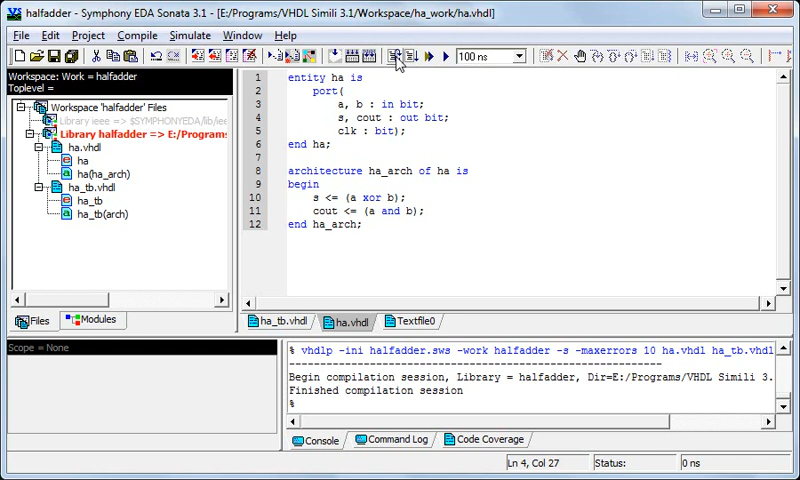 halfadder - Symphony EDA Sonata 3.1 - [E:/Programs/VHDL Simili 3.1/Workspace/ha_work/ha.vhdl]
File Edit Project Compile Simulate Window Help
100 ns
Workspace: Work = halfadder
Toplevel =
Workspace 'halfadder' Files
Library ieee => $SYMPHONYEDA/lib/iee
Library halfadder => E:/Programs
ha.vhdl
ha
ha(ha_arch)
ha_tb.vhdl
ha_tb
ha_tb(arch)
Files Modules
1 entity ha is
2 port(
3 a, b : in bit;
4 s, cout : out bit;
5 clk : bit);
6 end ha;
7
8 architecture ha_arch of ha is
9 begin
10 s <= (a xor b);
11 cout <= (a and b);
12 end ha_arch;
ha_tb.vhdl ha.vhdl Textfile0
Scope = None
% vhdlp -ini halfadder.sws -work halfadder -s -maxerrors 10 ha.vhdl ha_tb.vhdl
----------------------------------------------------------------
Begin compilation session, Library = halfadder, Dir=E:/Programs/VHDL Simili 3.
Finished compilation session
%
Console Command Log Code Coverage
Ln 4, Col 27 Status: 0 ns